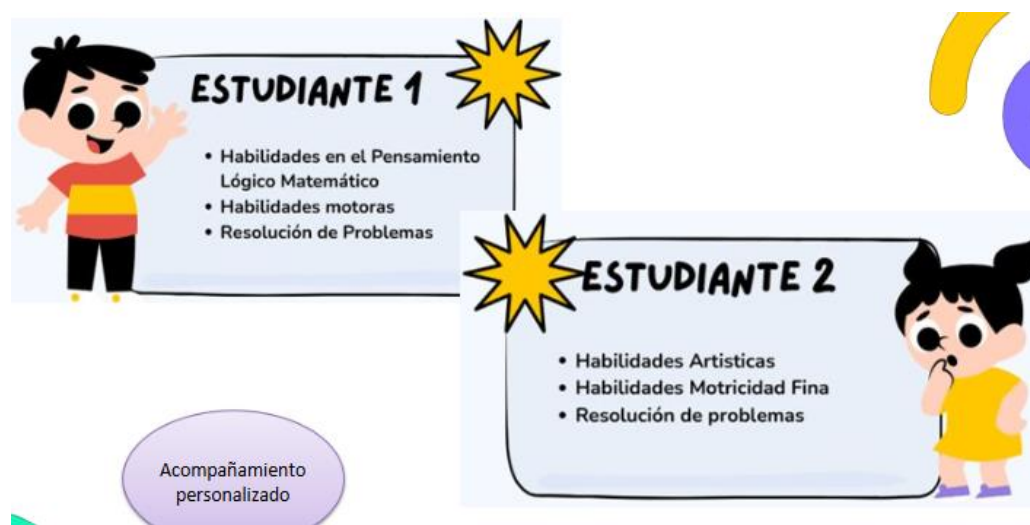 ESTUDIANTE 1
• Habilidades en el Pensamiento
Lógico Matemático
• Habilidades motoras
• Resolución de Problemas
ESTUDIANTE 2
• Habilidades Artisticas
• Habilidades Motricidad Fina
• Resolución de problemas
Acompañamiento
personalizado